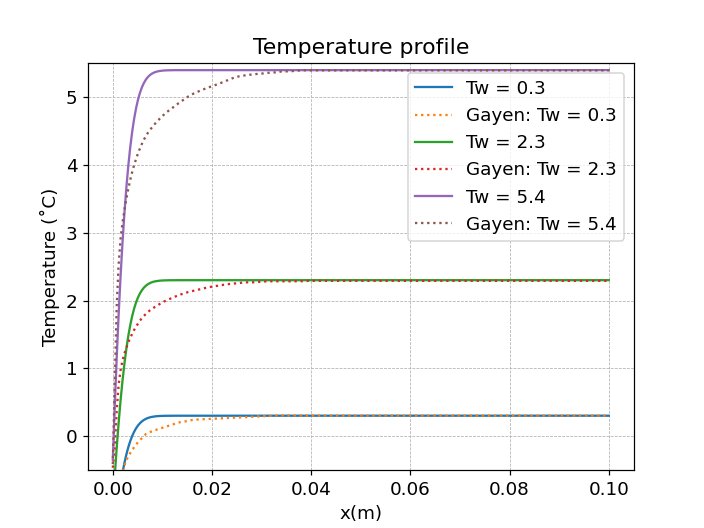 Temperature profile
Temperature (˚C)
5
4
3
2
1
0
Tw = 0.3
Gayen: Tw = 0.3
Tw = 2.3
Gayen: Tw = 2.3
Tw = 5.4
Gayen: Tw = 5.4
0.00 0.02 0.04 0.06 0.08 0.10
x(m)